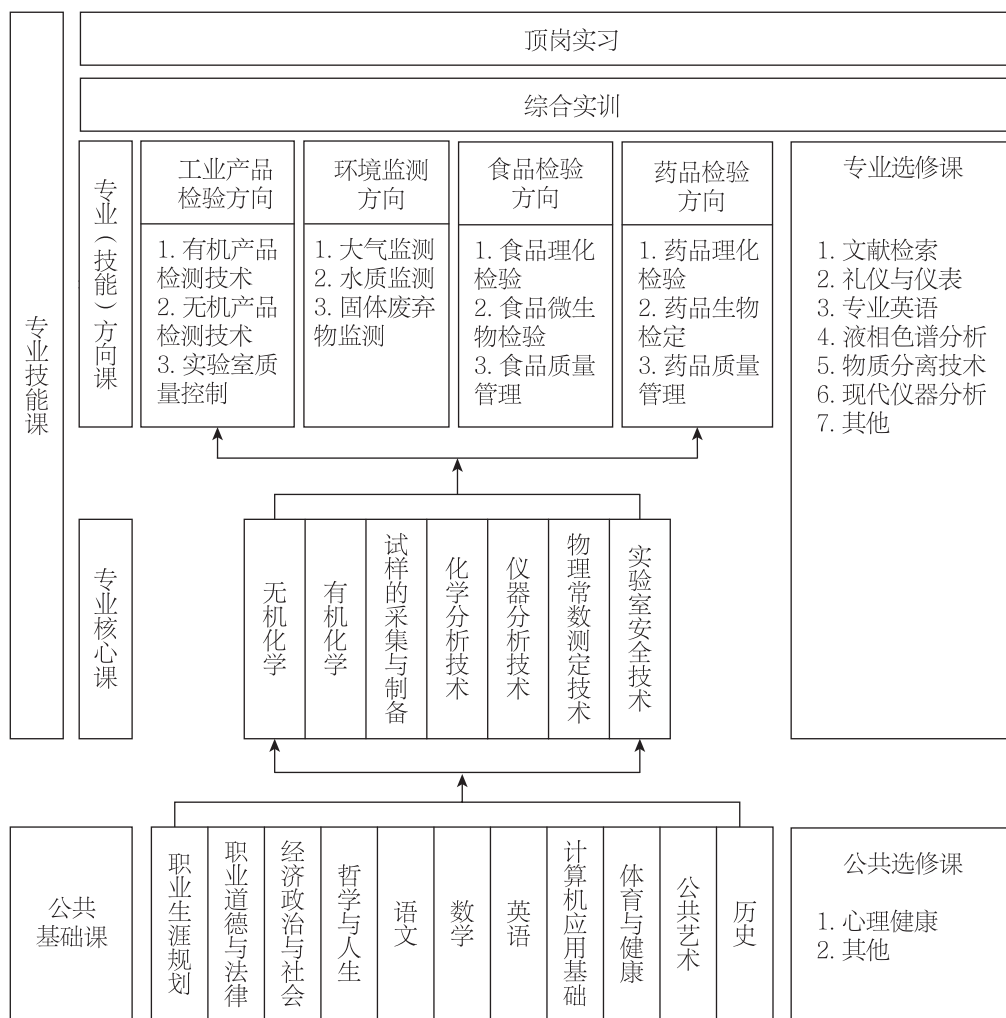 顶岗实习
综合实训
专业技能课
专业（技能）方向课
工业产品
检验方向
1. 有机产品
检测技术
2. 无机产品
检测技术
3. 实验室质
量控制
环境监测
方向
1. 大气监测
2. 水质监测
3. 固体废弃
物监测
食品检验
方向
1. 食品理化
检验
2. 食品微生
物检验
3. 食品质量
管理
药品检验
方向
1. 药品理化
检验
2. 药品生物
检定
3. 药品质量
管理
专业选修课
1. 文献检索
2. 礼仪与仪表
3. 专业英语
4. 液相色谱分析
5. 物质分离技术
6. 现代仪器分析
7. 其他
专业核心课
无机化学
有机化学
试样的采集与制备
化学分析技术
仪器分析技术
物理常数测定技术
实验室安全技术
公共
基础课
职业生涯规划
职业道德与法律
经济政治与社会
哲学与人生
语文
数学
英语
计算机应用基础
体育与健康
公共艺术
历史
公共选修课
1. 心理健康
2. 其他